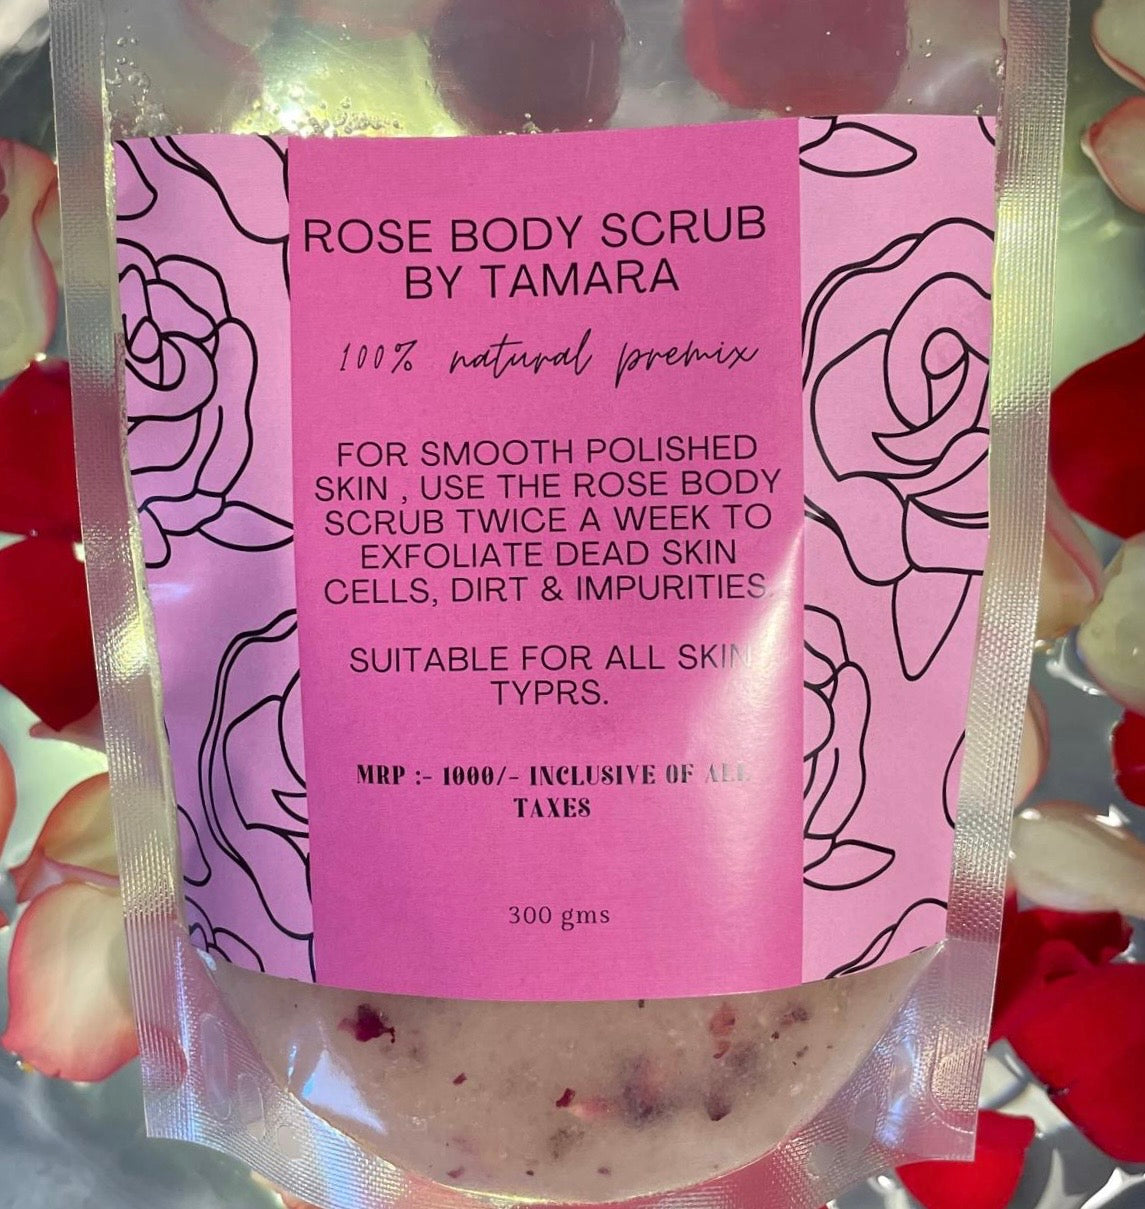 ROSE BODY SCRUB
BY TAMARA
100% natural premix
FOR SMOOTH POLISHED
SKIN , USE THE ROSE BODY
SCRUB TWICE A WEEK TO
EXFOLIATE DEAD SKIN
CELLS, DIRT & IMPURITIES.
SUITABLE FOR ALL SKIN
TYPRS.
MRP :- 1000/- INCLUSIVE OF ALL
TAXES
300 gms